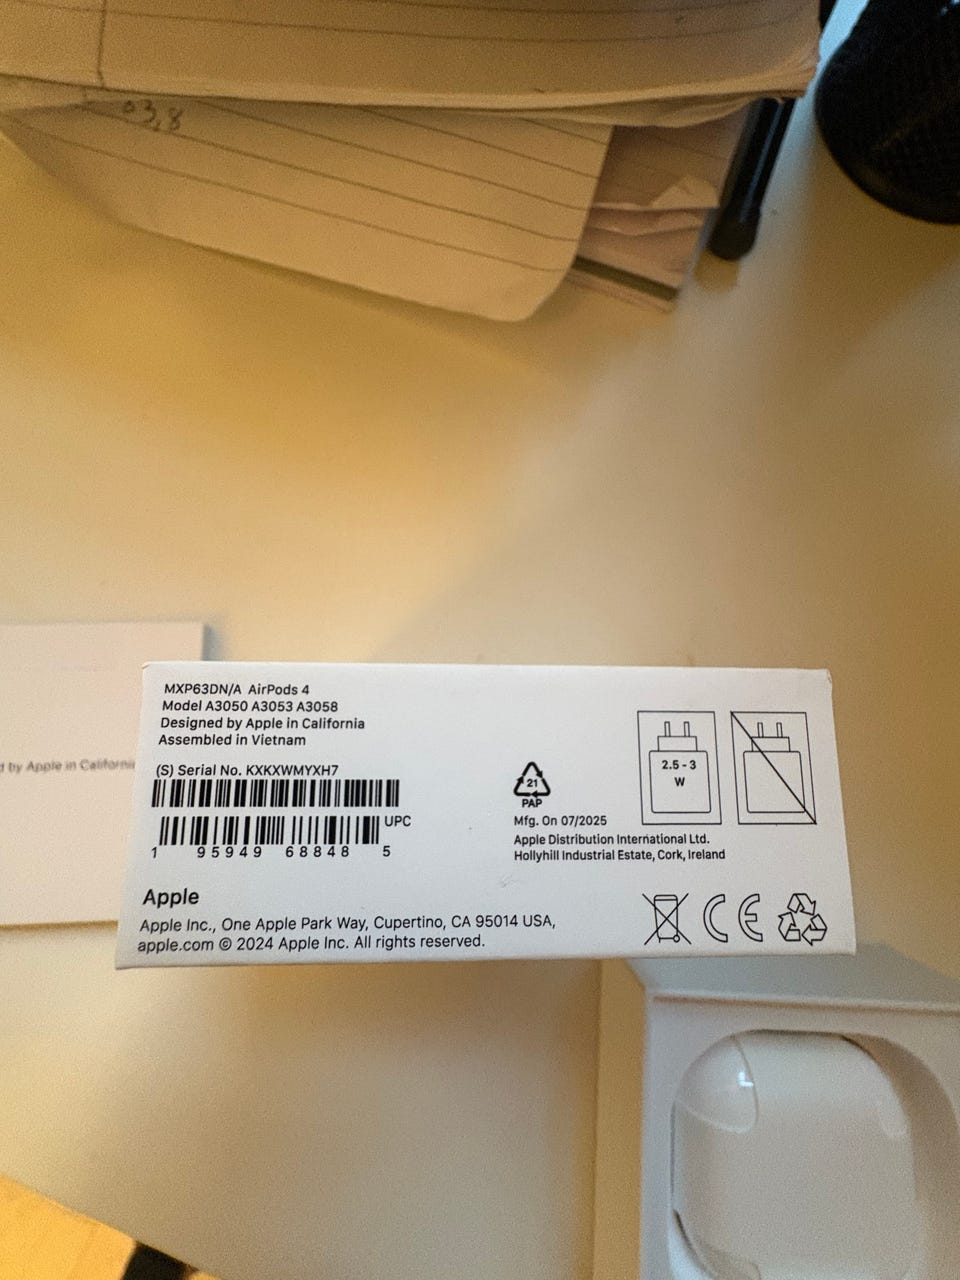 03,8
d by Apple in California
MXP63DN/A AirPods 4
Model A3050 A3053 A3058
Designed by Apple in California
Assembled in Vietnam
(S) Serial No. KXKXWMYXH7
UPC
1 95949 68848 5
Apple
Apple Inc., One Apple Park Way, Cupertino, CA 95014 USA,
apple.com © 2024 Apple Inc. All rights reserved.
21
PAP
Mfg. On 07/2025
Apple Distribution International Ltd.
Hollyhill Industrial Estate, Cork, Ireland
2.5 - 3
W
CE